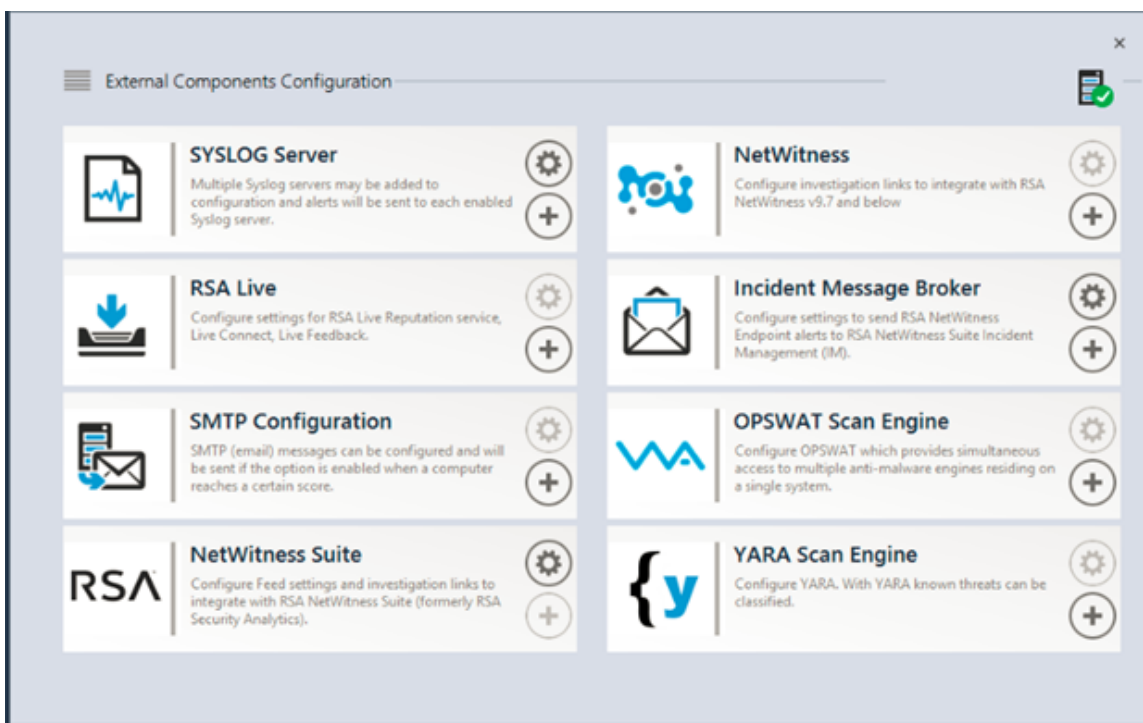 External Components Configuration
SYSLOG Server
Multiple Syslog servers may be added to
configuration and alerts will be sent to each enabled
Syslog server.
NetWitness
Configure investigation links to integrate with RSA
NetWitness v9.7 and below
RSA Live
Configure settings for RSA Live Reputation service,
Live Connect, Live Feedback.
Incident Message Broker
Configure settings to send RSA NetWitness
Endpoint alerts to RSA NetWitness Suite Incident
Management (IM).
SMTP Configuration
SMTP (email) messages can be configured and will
be sent if the option is enabled when a computer
reaches a certain score.
OPSWAT Scan Engine
Configure OPSWAT which provides simultaneous
access to multiple anti-malware engines residing on
a single system.
RSA
NetWitness Suite
Configure Feed settings and investigation links to
integrate with RSA NetWitness Suite (formerly RSA
Security Analytics).
{y
YARA Scan Engine
Configure YARA. With YARA known threats can be
classified.